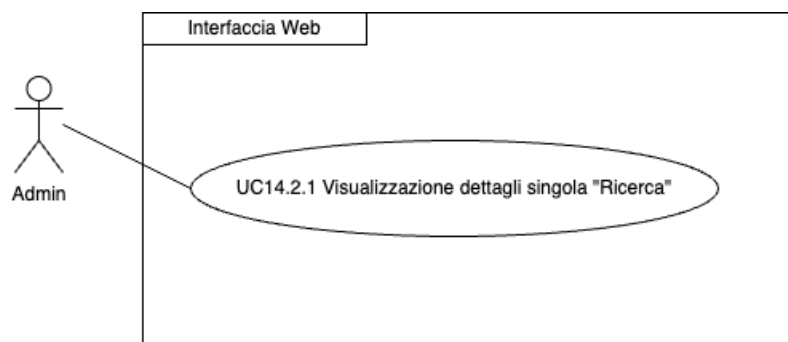 Interfaccia Web
Admin
UC14.2.1 Visualizzazione dettagli singola "Ricerca"